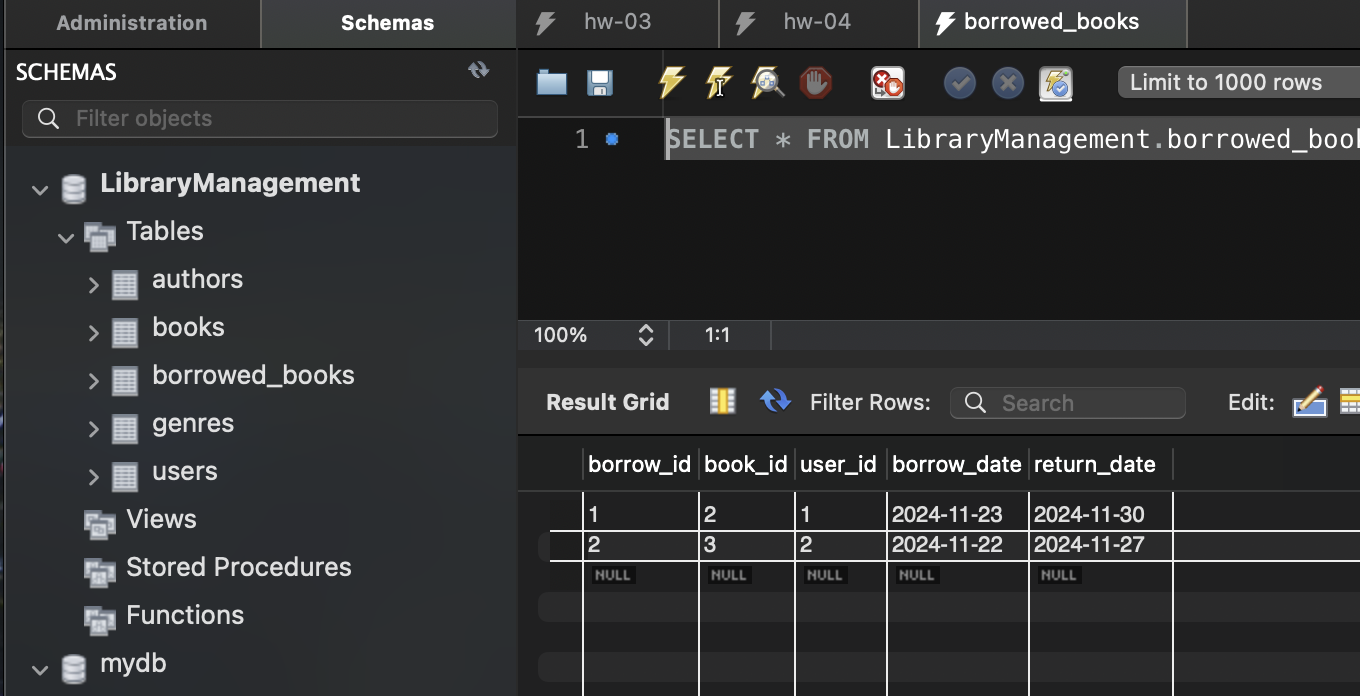 Administration Schemas hw-03 hw-04 borrowed_books
SCHEMAS
Filter objects
LibraryManagement
Tables
authors
books
borrowed_books
genres
users
Views
Stored Procedures
Functions
mydb
Limit to 1000 rows
1 SELECT * FROM LibraryManagement.borrowed_boo
100% 1:1
Result Grid Filter Rows: Search Edit:
borrow_id book_id user_id borrow_date return_date
1 2 1 2024-11-23 2024-11-30
2 3 2 2024-11-22 2024-11-27
NULL NULL NULL NULL NULL